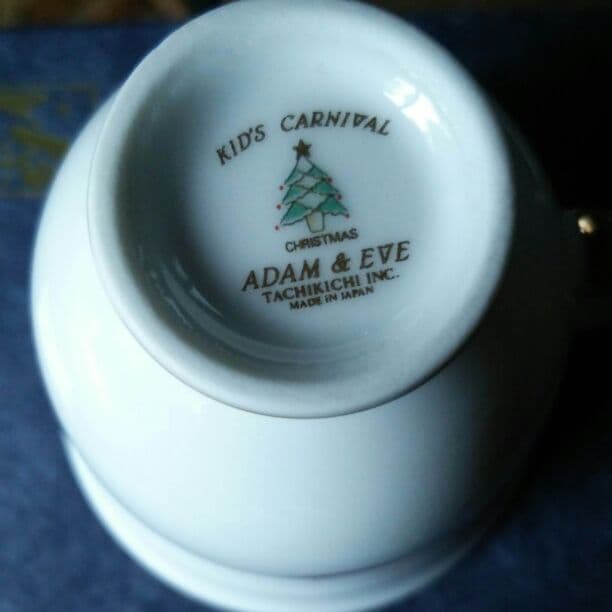 KID'S CARNIVAL
CHRISTMAS
ADAM & EVE
TACHIKICHI INC.
MADE IN JAPAN